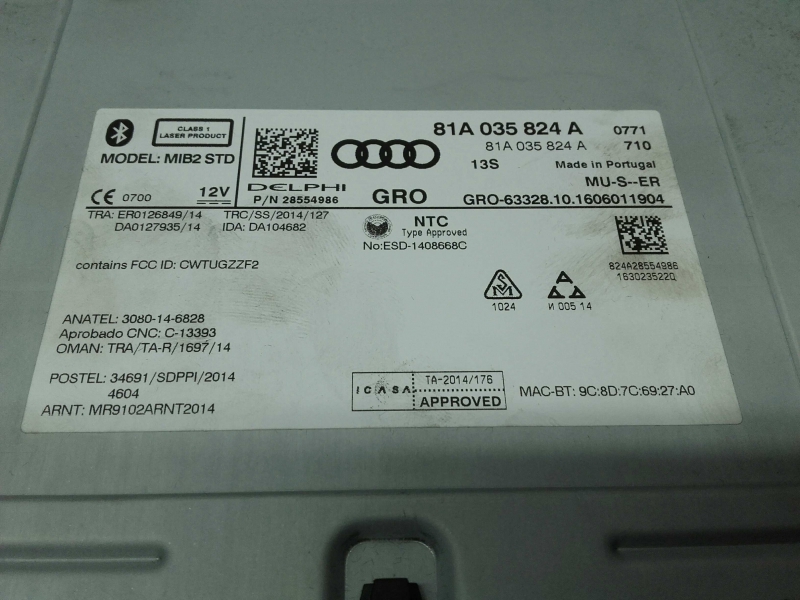 CLASS 1
LASER PRODUCT
MODEL: MIB2 STD
CE 0700 12V
DELPHI
P/N 28554986
GRO
81A 035 824 A 0771
81A 035 824 A 710
13S Made in Portugal
MU-S--ER
GRO-63328.10.1606011904
TRA: ER0126849/14 TRC/SS/2014/127
DA0127935/14 IDA: DA104682
NTC
Type Approved
No:ESD-1408668C
contains FCC ID: CWTUGZZF2
824A28554986
163023522Q
1024
И 005 14
ANATEL: 3080-14-6828
Aprobado CNC: C-13393
OMAN: TRA/TA-R/1697/14
POSTEL: 34691/SDPPI/2014
4604
ARNT: MR9102ARNT2014
ICASA TA-2014/176
APPROVED
MAC-BT: 9C:8D:7C:69:27:A0